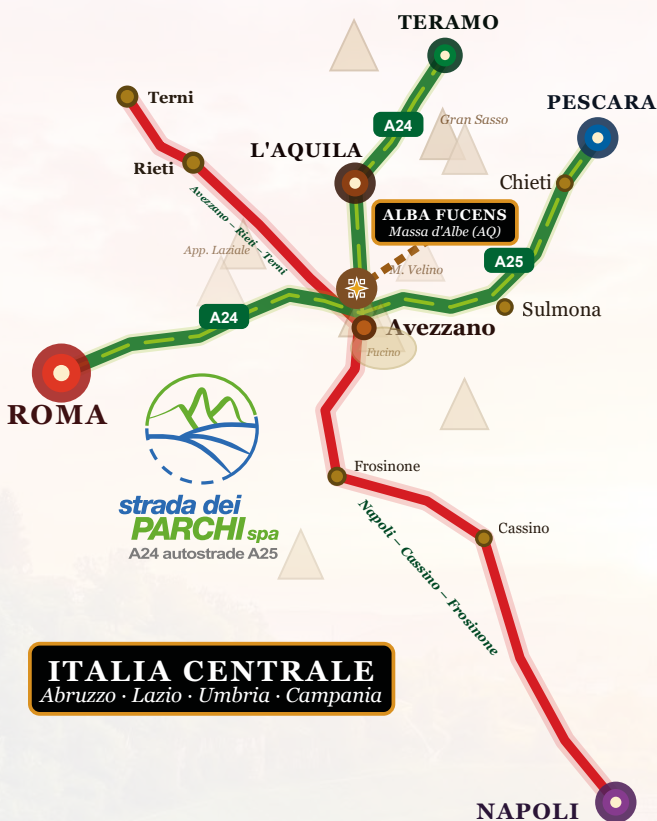 TERAMO
Terni
PESCARA
A24
Gran Sasso
L'AQUILA
Rieti
Chieti
Avezzano – Rieti – Terni
ALBA FUCENS
Massa d'Albe (AQ)
App. Laziale
A25
M. Velino
A24
Sulmona
Avezzano
Fucino
ROMA
Frosinone
strada dei
PARCHI spa
A24 autostrade A25
Cassino
Napoli – Cassino – Frosinone
ITALIA CENTRALE
Abruzzo · Lazio · Umbria · Campania
NAPOLI